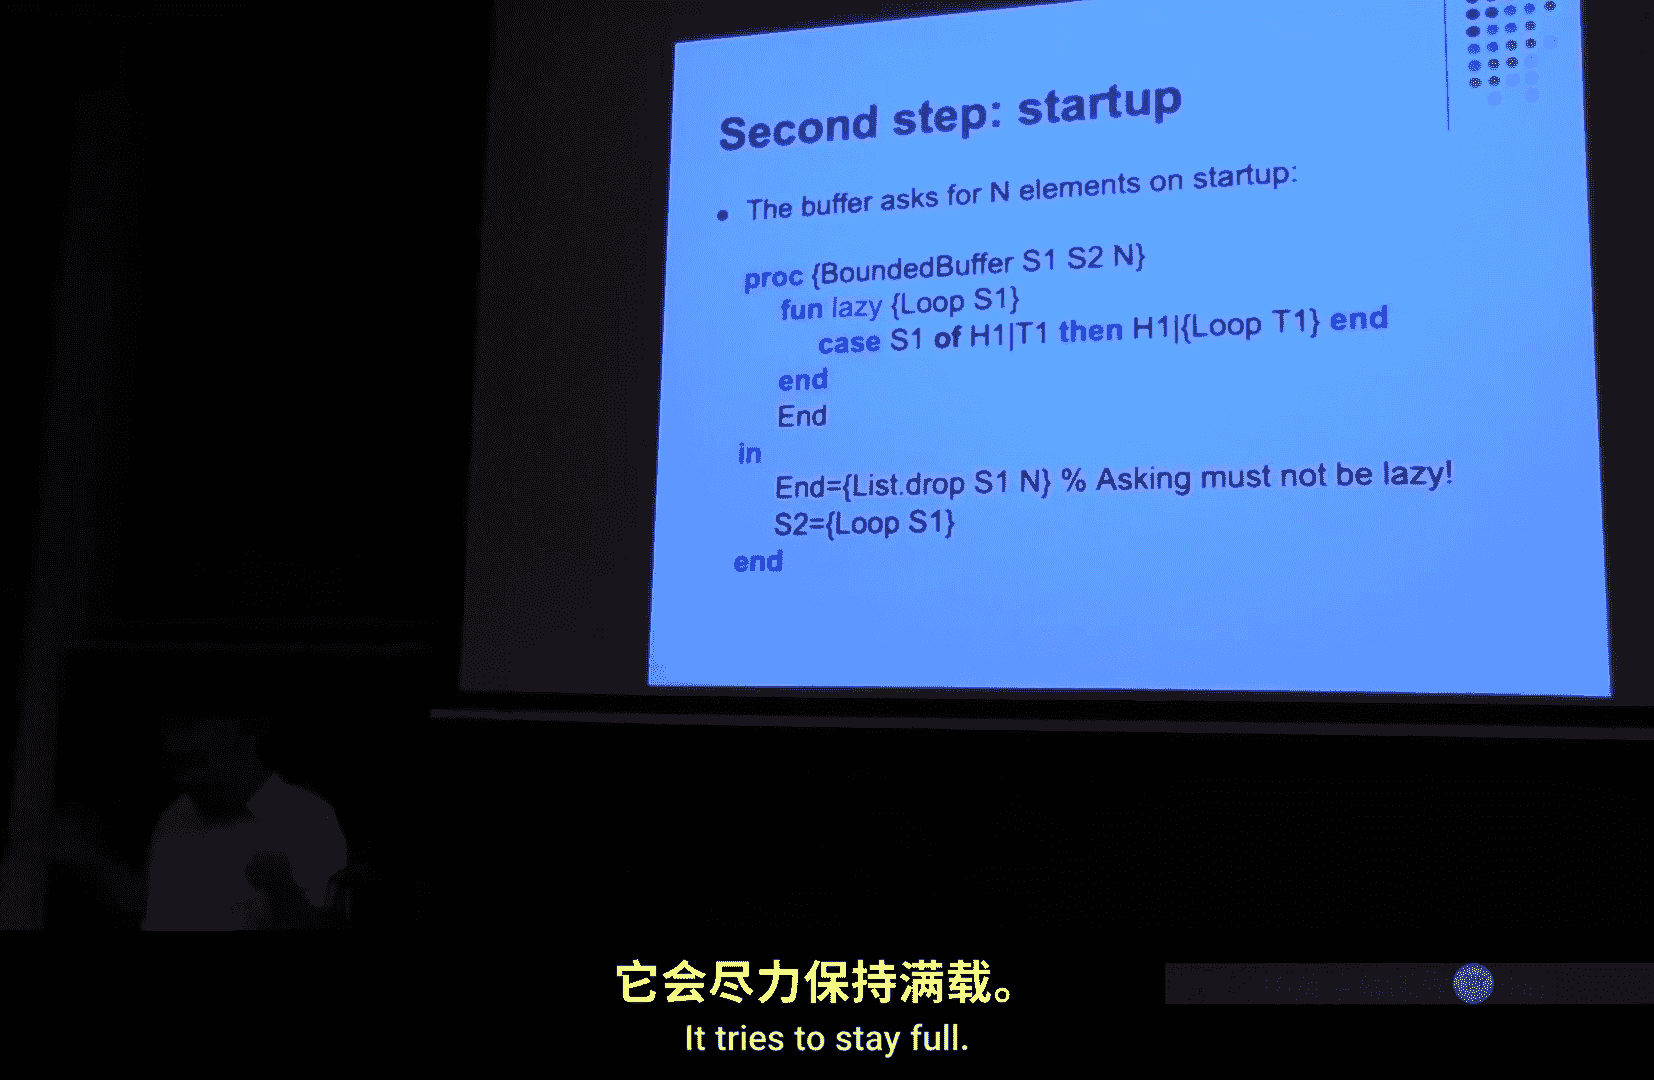 Second step: startup
• The buffer asks for N elements on startup:
proc {BoundedBuffer S1 S2 N}
fun lazy {Loop S1}
case S1 of H1|T1 then H1|{Loop T1} end
end
End
in
End={List.drop S1 N} % Asking must not be lazy!
S2={Loop S1}
end
它会尽力保持满载。
It tries to stay full.